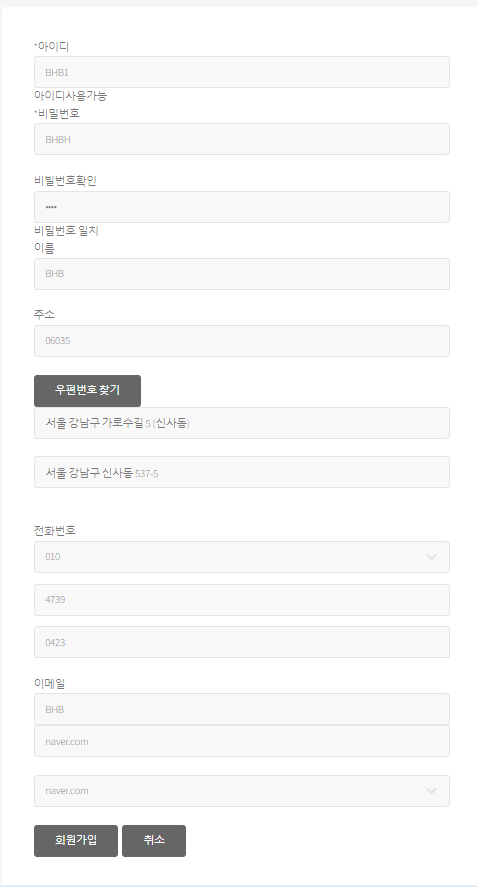 *아이디
BHB1
아이디사용가능
*비밀번호
BHBH
비빌번호확인
••••
비밀번호 일치
이름
BHB
주소
06035
우편번호 찾기
서울 강남구 가로수길 5 (신사동)
서울 강남구 신사동 537-5
전화번호
010
4739
0423
이메일
BHB
naver.com
naver.com
회원가입 취소